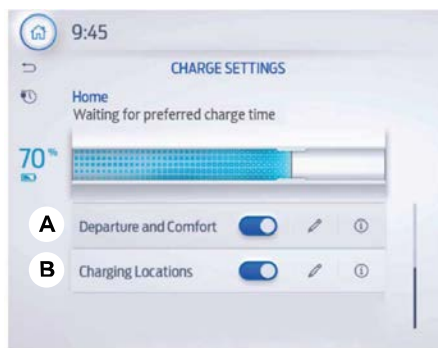 9:45
CHARGE SETTINGS
Home
Waiting for preferred charge time
70%
A Departure and Comfort
B Charging Locations